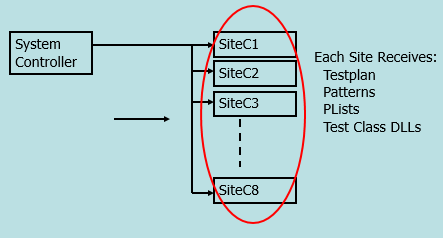 System
Controller
SiteC1
SiteC2
SiteC3
SiteC8
Each Site Receives:
Testplan
Patterns
PLists
Test Class DLLs